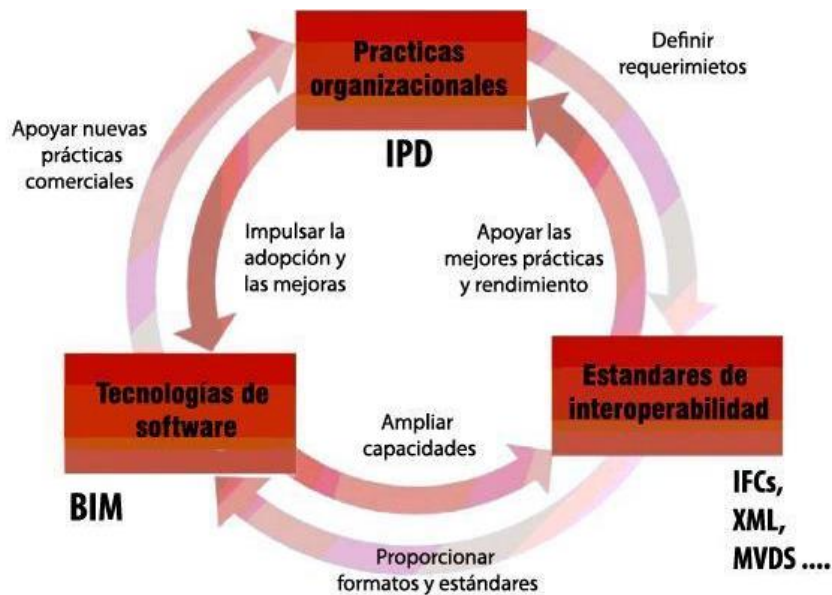 Practicas
organizacionales
IPD
Definir
requerimietos
Apoyar nuevas
prácticas
comerciales
Impulsar la
adopción y
las mejoras
Apoyar las
mejores prácticas
y rendimiento
Tecnologías de
software
BIM
Estandares de
interoperabilidad
IFCs,
XML,
MVDS ....
Ampliar
capacidades
Proporcionar
formatos y estándares